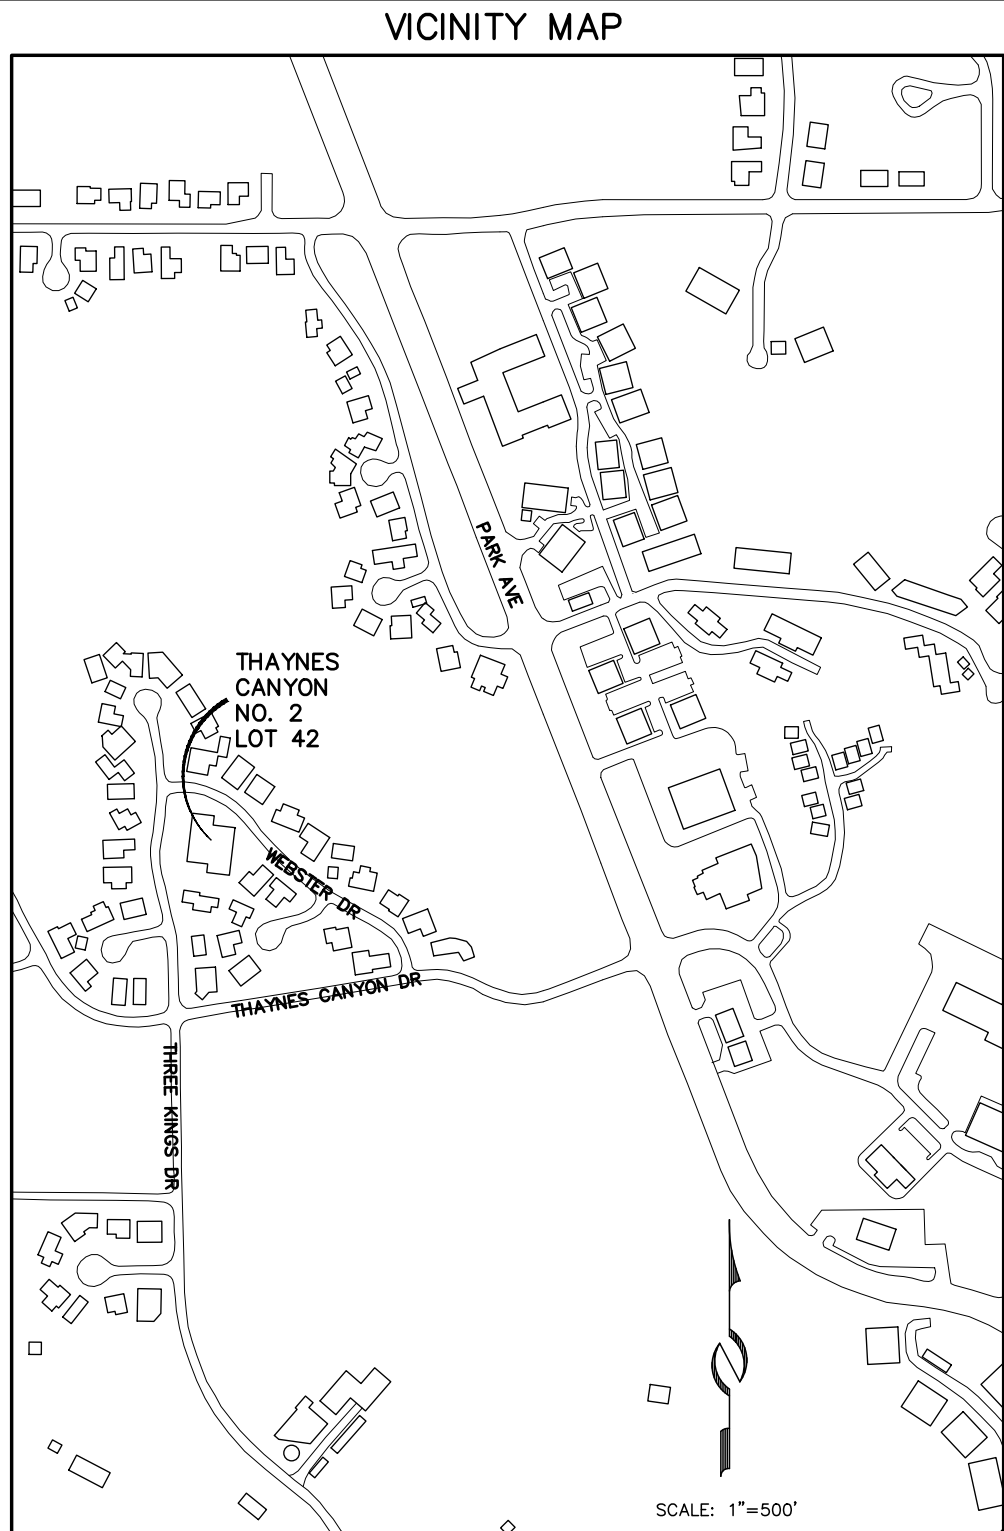 VICINITY MAP
PARK AVE
THAYNES
CANYON
NO. 2
LOT 42
WEBSTER DR
THAYNES CANYON DR
THREE KINGS DR
SCALE: 1"=500'